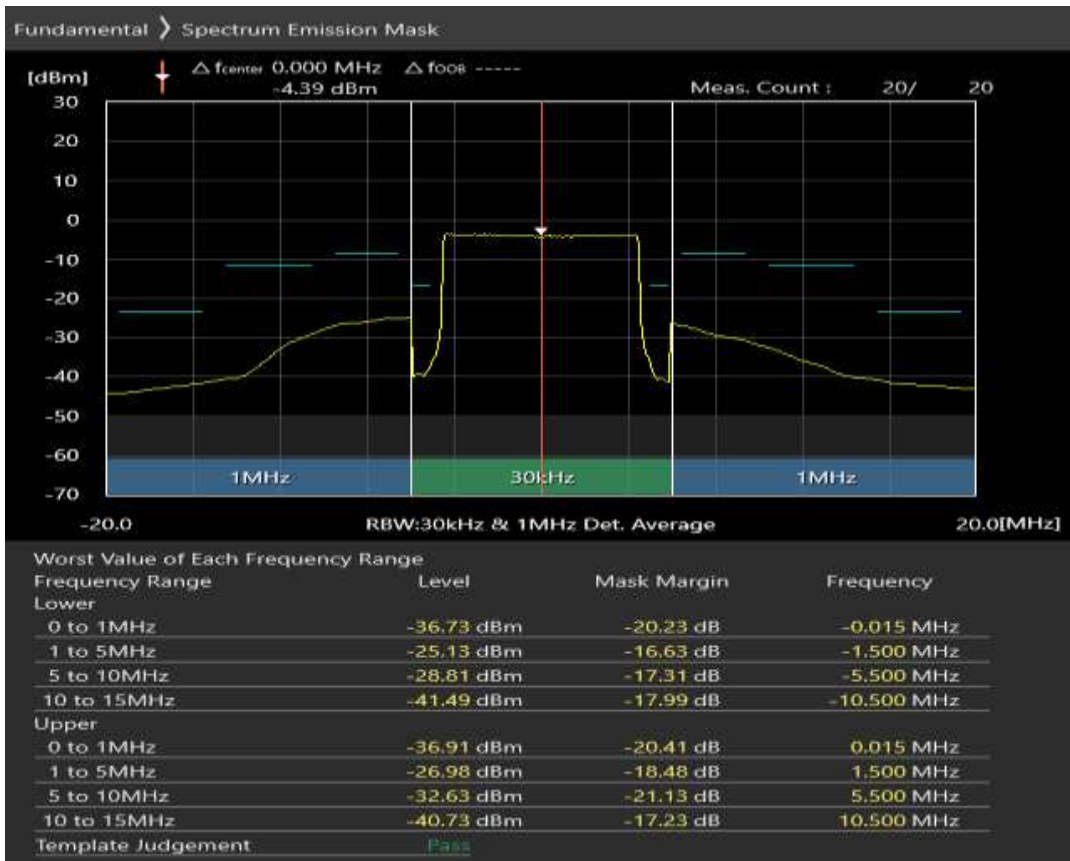 Fundamental ❯ Spectrum Emission Mask
[dBm] △ fcenter 0.000 MHz △ fOOB -----
-4.39 dBm Meas. Count : 20/ 20
30
20
10
0
-10
-20
-30
-40
-50
-60
1MHz 30kHz 1MHz
-70
-20.0 RBW:30kHz & 1MHz Det. Average 20.0[MHz]
Worst Value of Each Frequency Range
Frequency Range Level Mask Margin Frequency
Lower
0 to 1MHz -36.73 dBm -20.23 dB -0.015 MHz
1 to 5MHz -25.13 dBm -16.63 dB -1.500 MHz
5 to 10MHz -28.81 dBm -17.31 dB -5.500 MHz
10 to 15MHz -41.49 dBm -17.99 dB -10.500 MHz
Upper
0 to 1MHz -36.91 dBm -20.41 dB 0.015 MHz
1 to 5MHz -26.98 dBm -18.48 dB 1.500 MHz
5 to 10MHz -32.63 dBm -21.13 dB 5.500 MHz
10 to 15MHz -40.73 dBm -17.23 dB 10.500 MHz
Template Judgement Pass